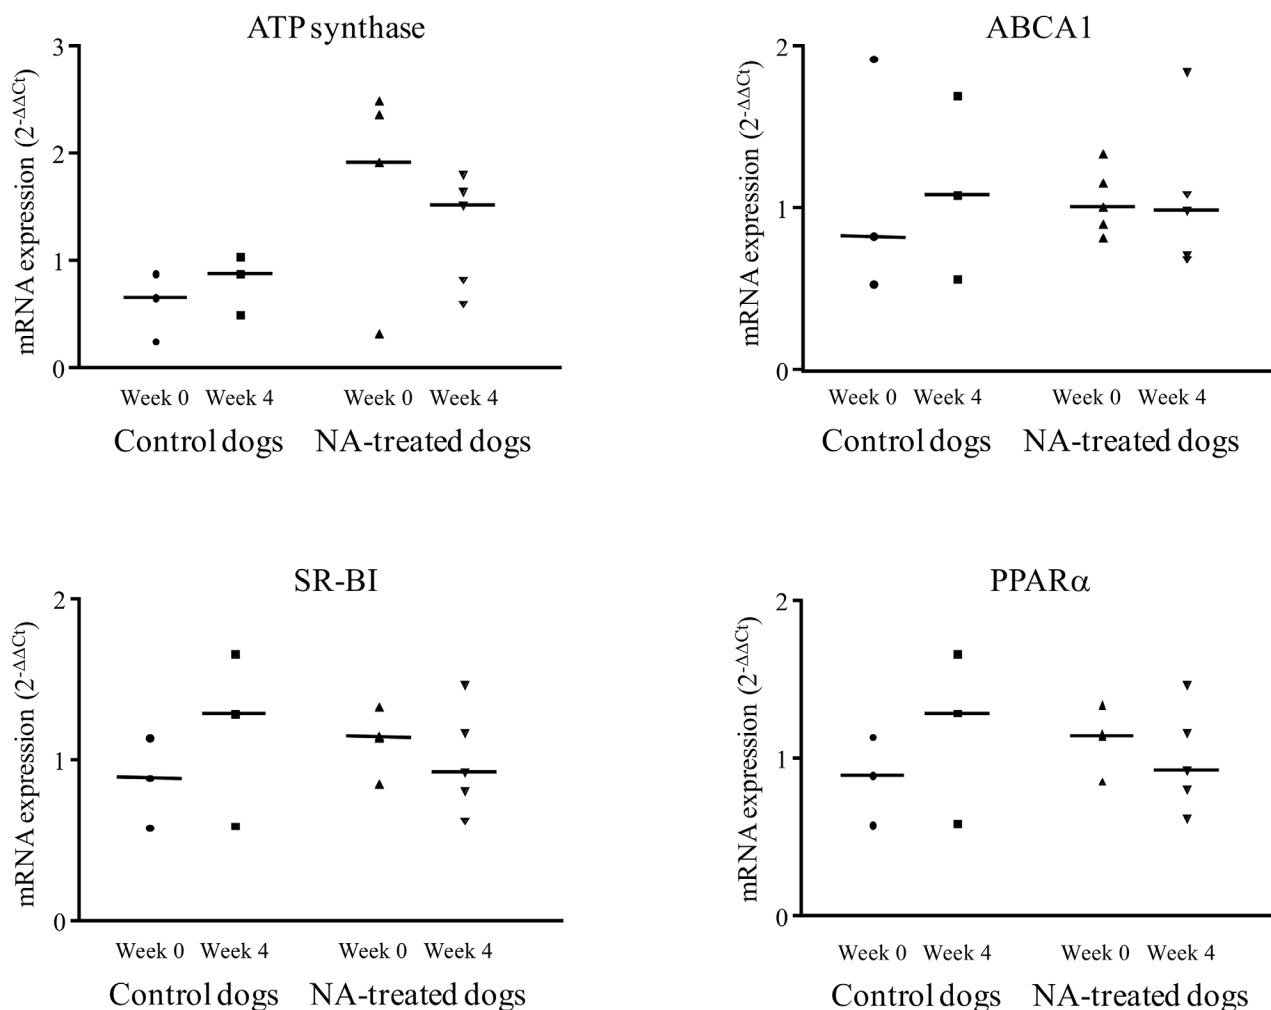 ATP synthase
mRNA expression (2^-ΔΔCt)
3
2
1
0
Week 0 Week 4 Week 0 Week 4
Control dogs NA-treated dogs
ABCA1
mRNA expression (2^-ΔΔCt)
2
1
0
Week 0 Week 4 Week 0 Week 4
Control dogs NA-treated dogs
SR-BI
mRNA expression (2^-ΔΔCt)
2
1
0
Week 0 Week 4 Week 0 Week 4
Control dogs NA-treated dogs
PPARα
mRNA expression (2^-ΔΔCt)
2
1
0
Week 0 Week 4 Week 0 Week 4
Control dogs NA-treated dogs